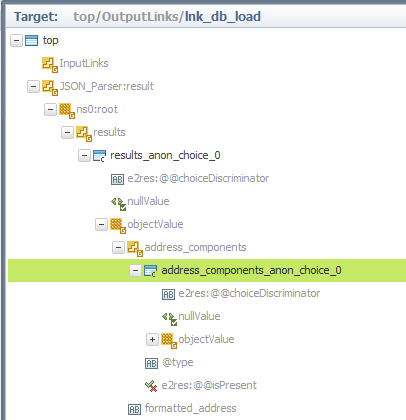 Target: top/OutputLinks/lnk_db_load
top
InputLinks
JSON_Parser:result
ns0:root
results
results_anon_choice_0
e2res:@@choiceDiscriminator
nullValue
objectValue
address_components
address_components_anon_choice_0
e2res:@@choiceDiscriminator
nullValue
objectValue
@type
e2res:@@isPresent
formatted_address